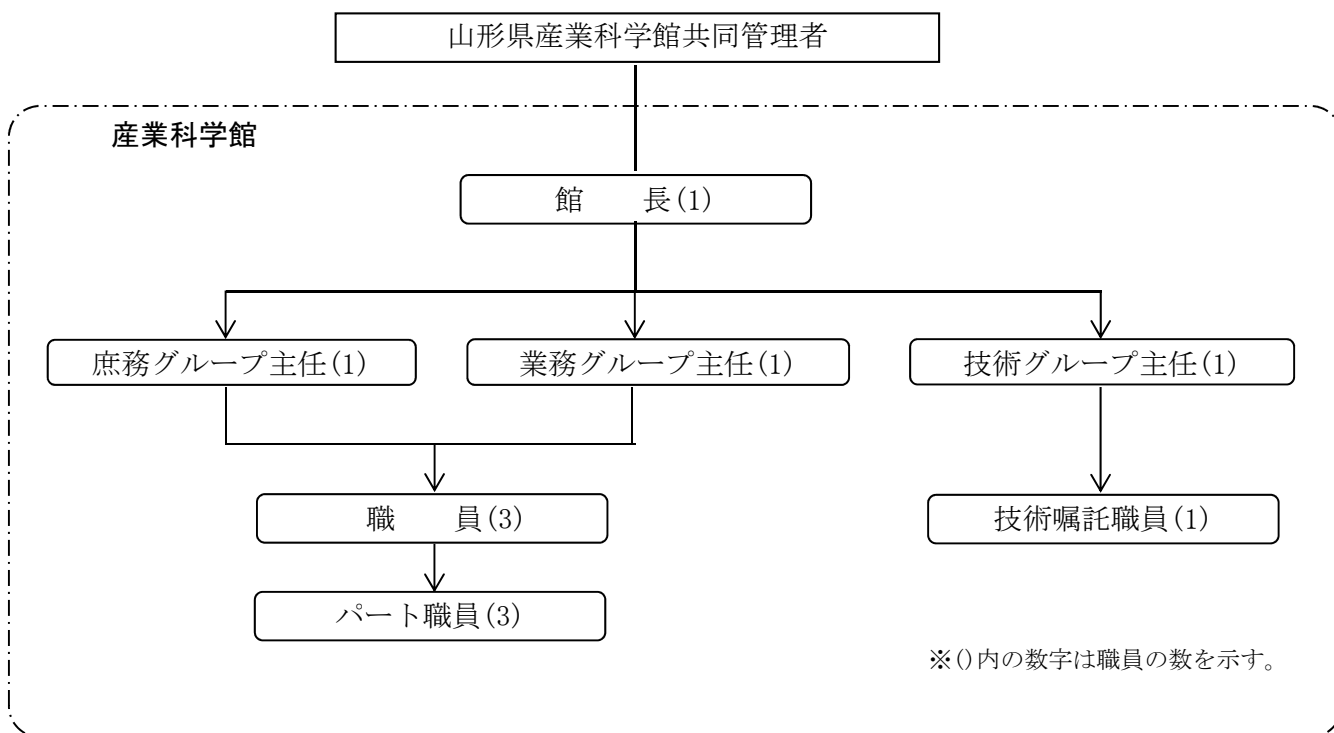 山形県産業科学館共同管理者
産業科学館
館　　長(1)
庶務グループ主任(1)
業務グループ主任(1)
技術グループ主任(1)
職　　員(3)
技術嘱託職員(1)
パート職員(3)
※()内の数字は職員の数を示す。